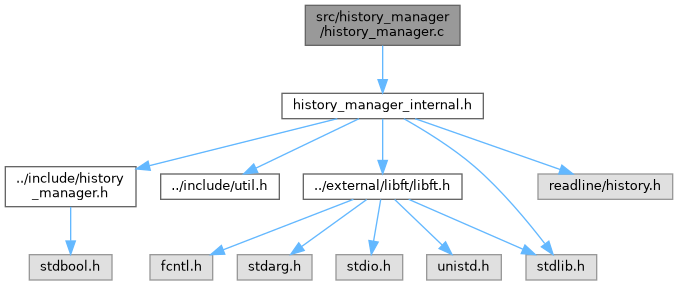 src/history_manager
/history_manager.c
history_manager_internal.h
../include/history
_manager.h
../include/util.h
../external/libft/libft.h
readline/history.h
stdbool.h
fcntl.h
stdarg.h
stdio.h
unistd.h
stdlib.h